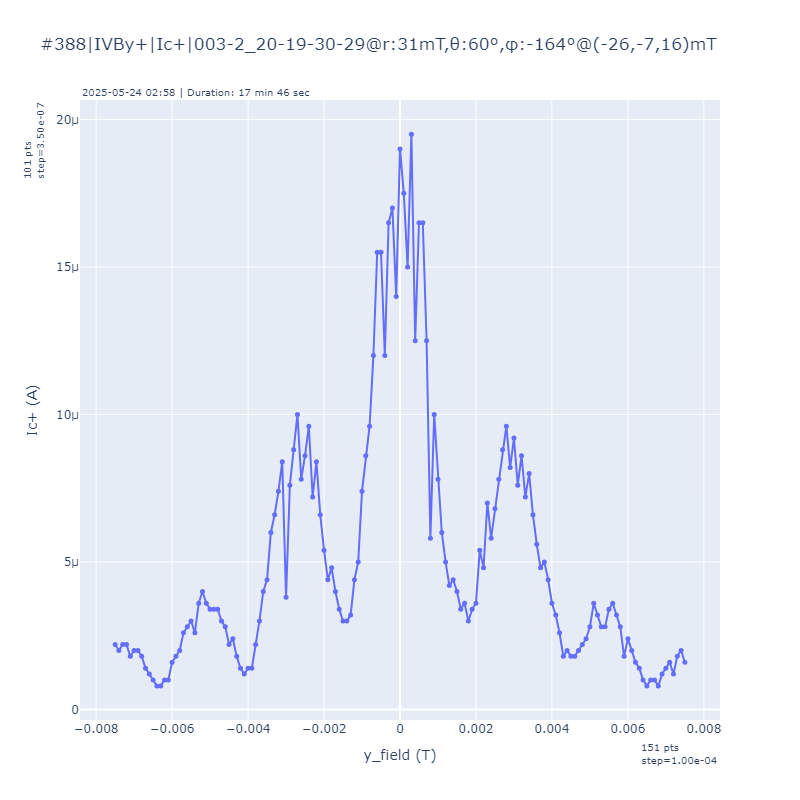 #388|IVBy+|Ic+|003-2_20-19-30-29@r:31mT,θ:60°,φ:-164°@(-26,-7,16)mT
2025-05-24 02:58 | Duration: 17 min 46 sec
101 pts
step=3.50e-07
20μ
15μ
10μ
5μ
0
Ic+ (A)
−0.008
−0.006
−0.004
−0.002
0
0.002
0.004
0.006
0.008
y_field (T)
151 pts
step=1.00e-04